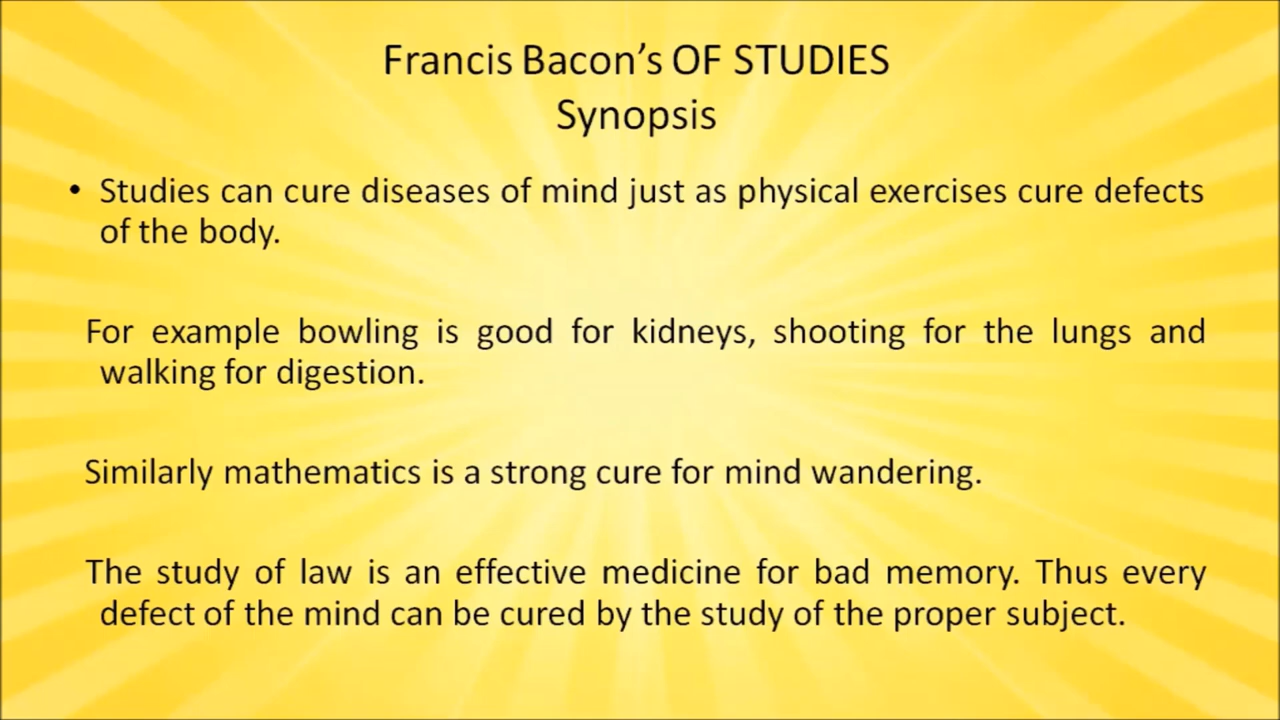 Francis Bacon’s OF STUDIES
Synopsis
• Studies can cure diseases of mind just as physical exercises cure defects
of the body.
For example bowling is good for kidneys, shooting for the lungs and
walking for digestion.
Similarly mathematics is a strong cure for mind wandering.
The study of law is an effective medicine for bad memory. Thus every
defect of the mind can be cured by the study of the proper subject.